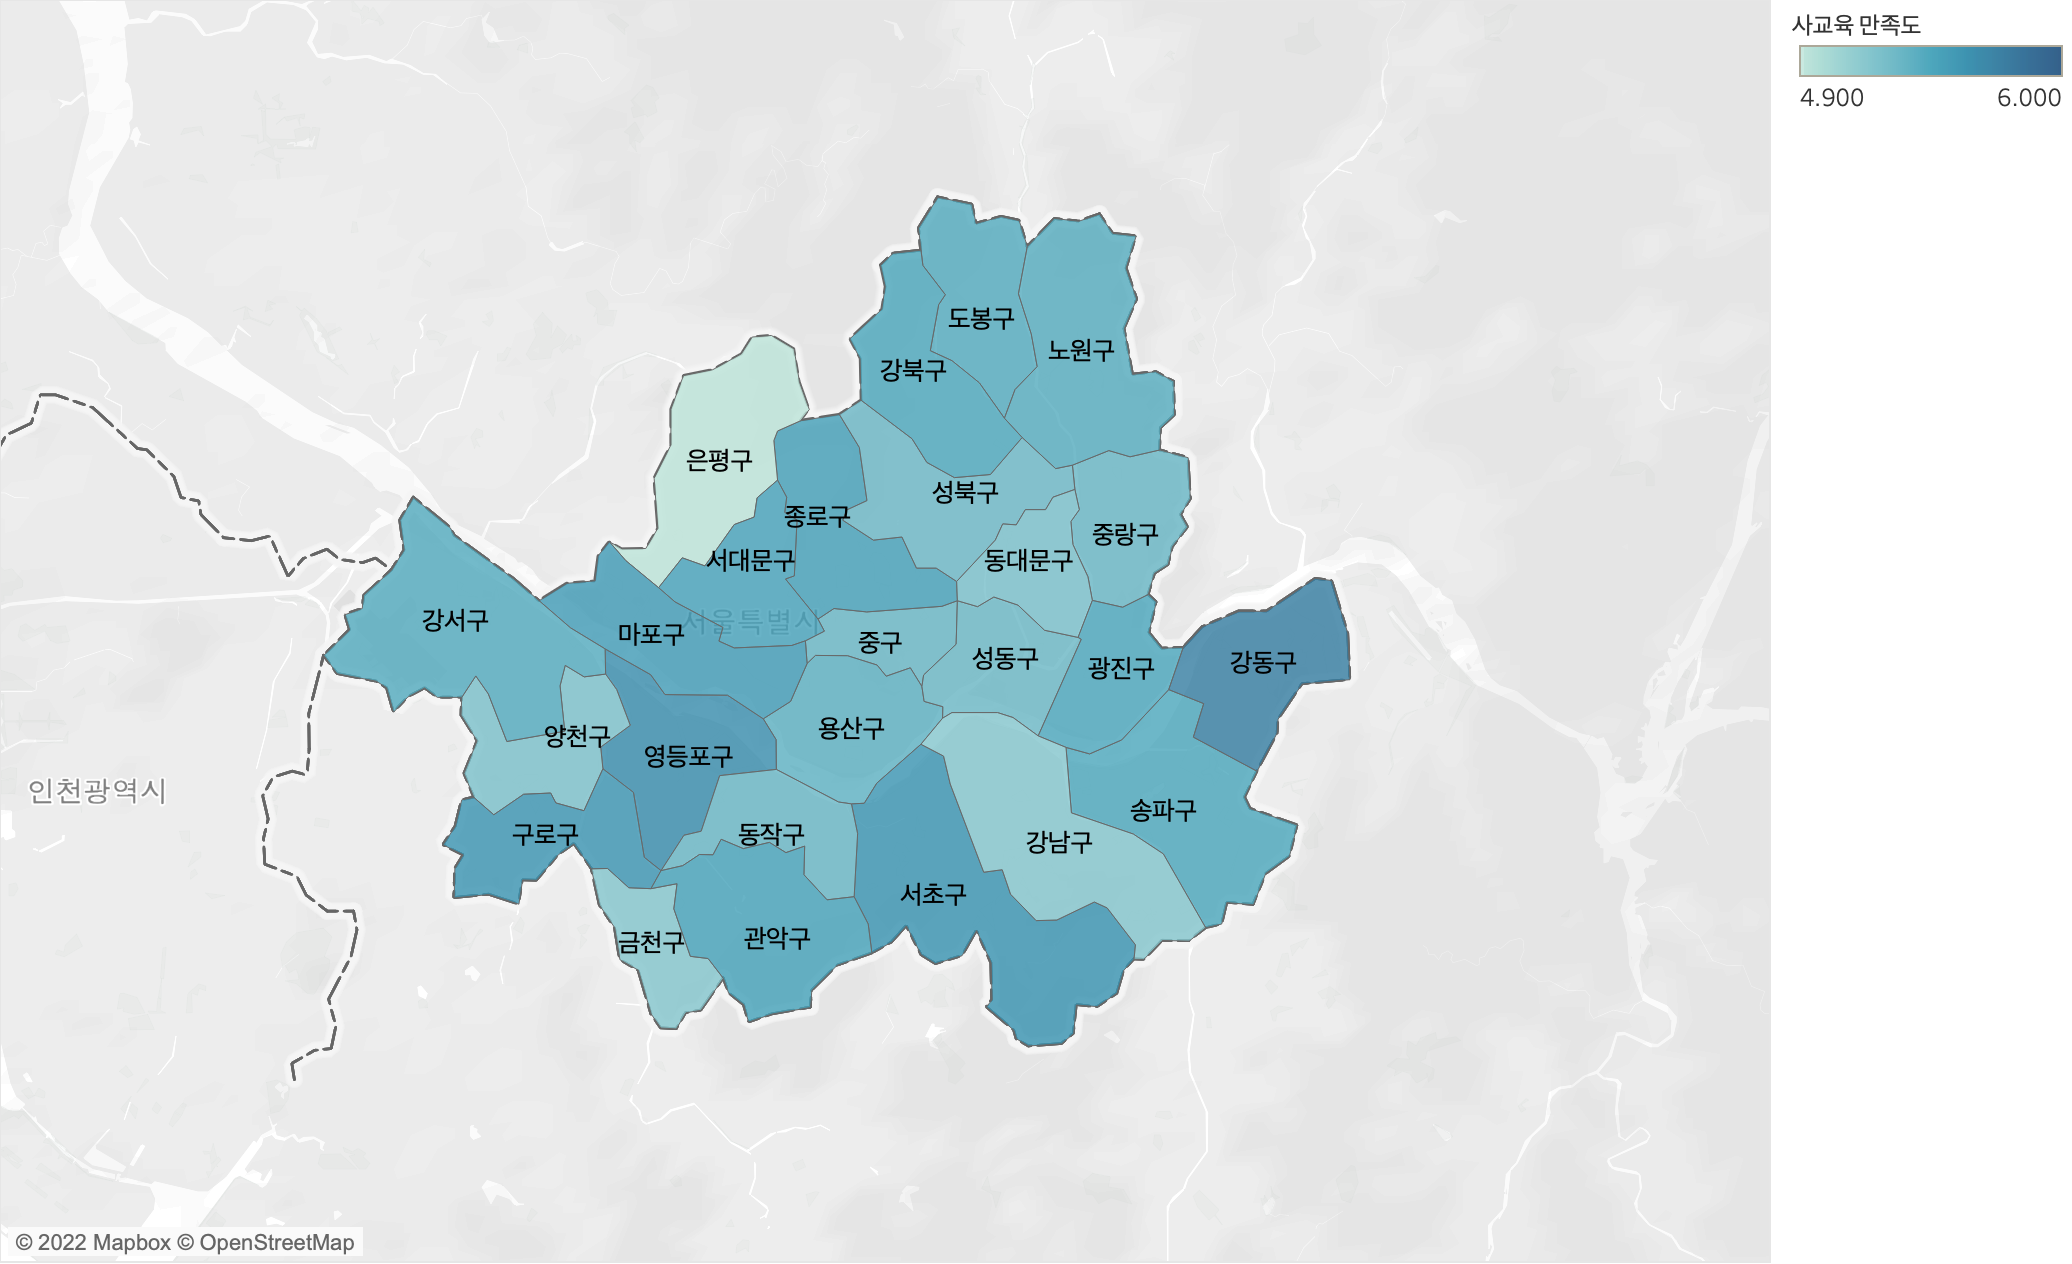 사교육 만족도
4.900 6.000
도봉구
노원구
강북구
은평구
성북구
종로구
중랑구
서대문구
동대문구
강서구
서울특별시
마포구
중구
성동구
광진구
강동구
용산구
양천구
영등포구
인천광역시
송파구
구로구
동작구
강남구
서초구
관악구
금천구
© 2022 Mapbox © OpenStreetMap